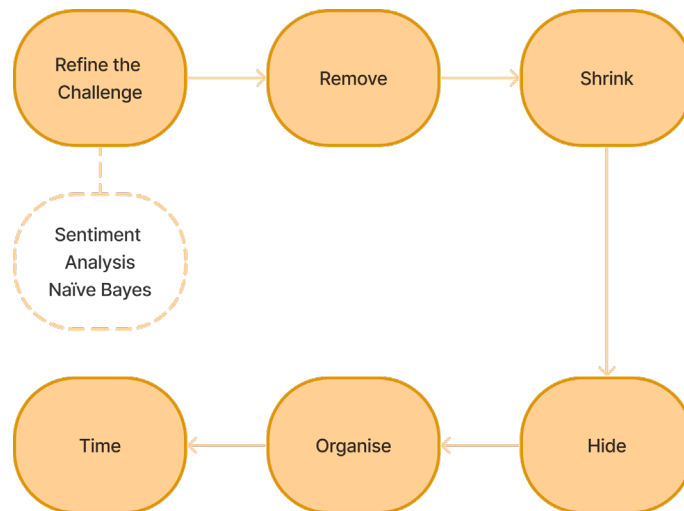 Refine the
Challenge
Remove
Shrink
Sentiment
Analysis
Naïve Bayes
Time
Organise
Hide